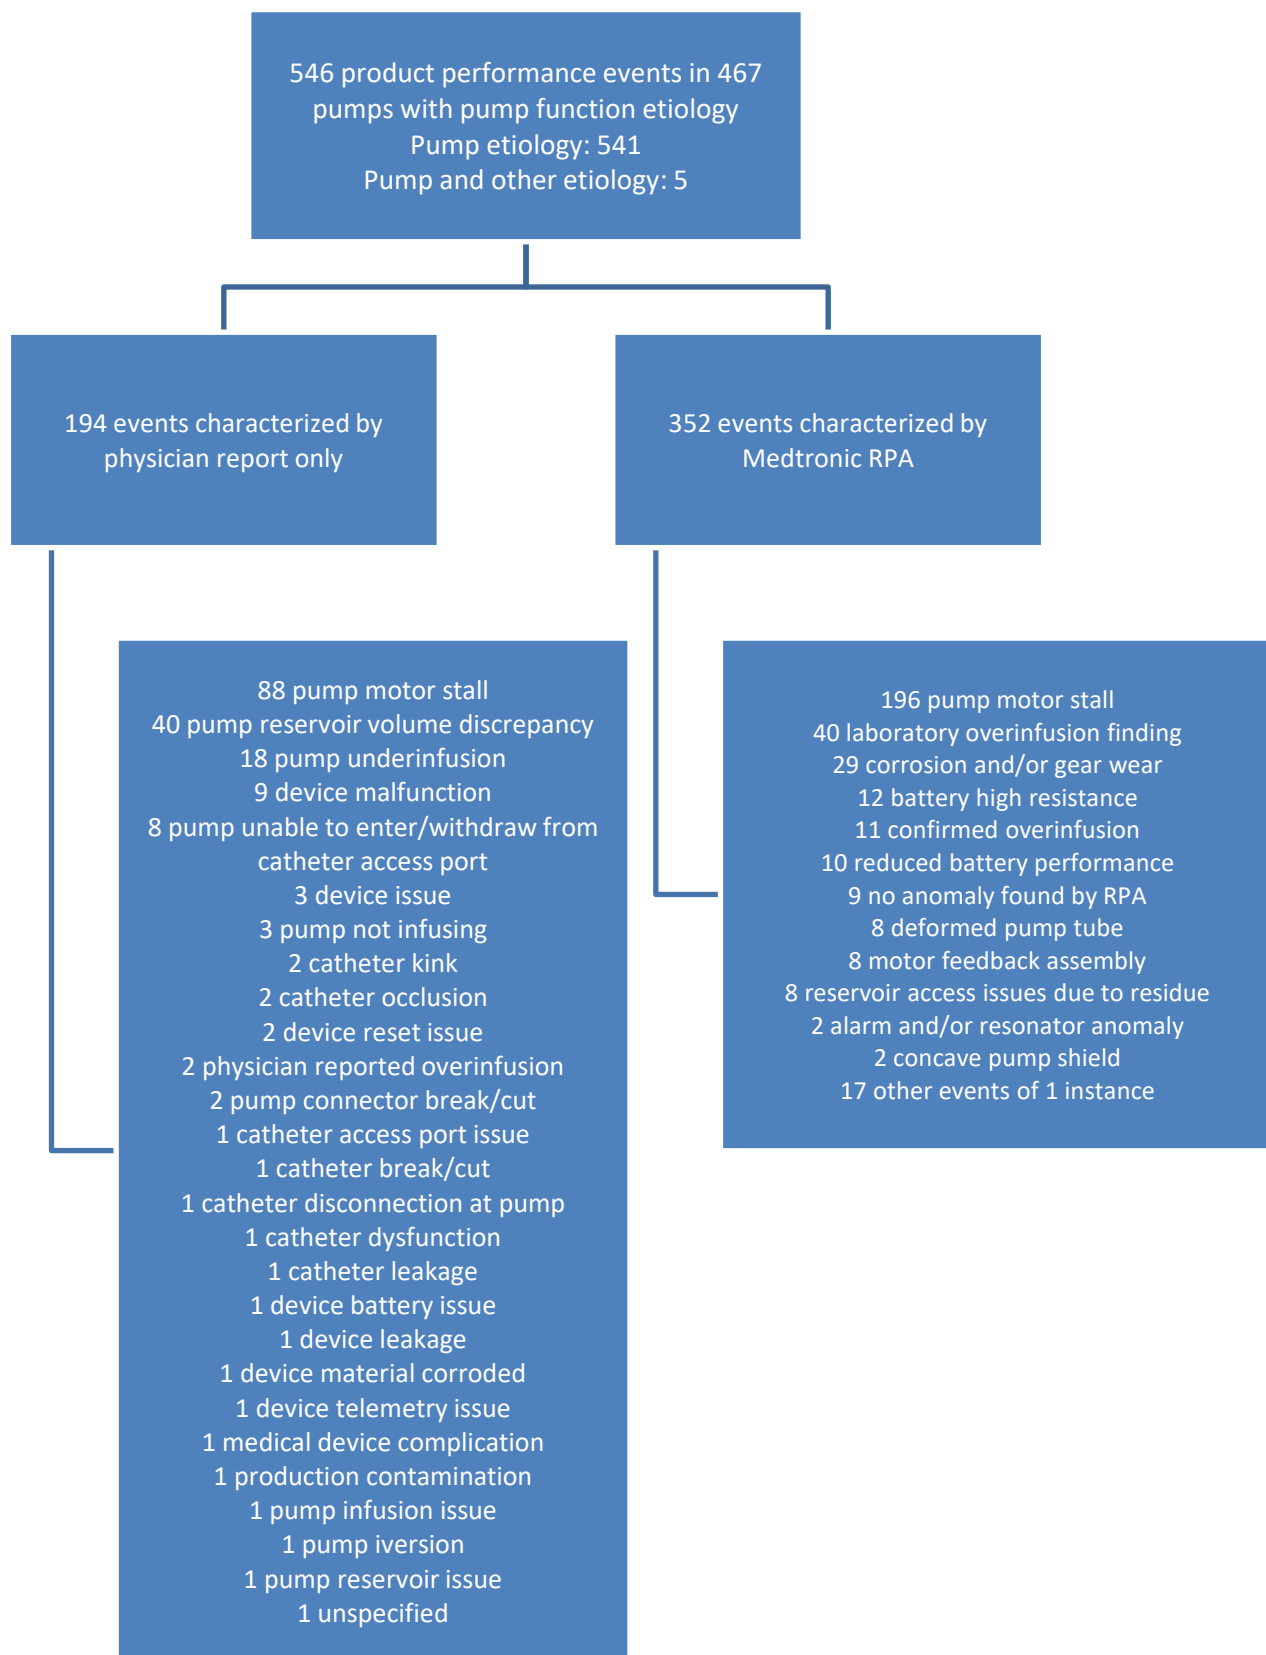 546 product performance events in 467
pumps with pump function etiology
Pump etiology: 541
Pump and other etiology: 5
194 events characterized by
physician report only
352 events characterized by
Medtronic RPA
88 pump motor stall
40 pump reservoir volume discrepancy
18 pump underinfusion
9 device malfunction
8 pump unable to enter/withdraw from
catheter access port
3 device issue
3 pump not infusing
2 catheter kink
2 catheter occlusion
2 device reset issue
2 physician reported overinfusion
2 pump connector break/cut
1 catheter access port issue
1 catheter break/cut
1 catheter disconnection at pump
1 catheter dysfunction
1 catheter leakage
1 device battery issue
1 device leakage
1 device material corroded
1 device telemetry issue
1 medical device complication
1 production contamination
1 pump infusion issue
1 pump iversion
1 pump reservoir issue
1 unspecified
196 pump motor stall
40 laboratory overinfusion finding
29 corrosion and/or gear wear
12 battery high resistance
11 confirmed overinfusion
10 reduced battery performance
9 no anomaly found by RPA
8 deformed pump tube
8 motor feedback assembly
8 reservoir access issues due to residue
2 alarm and/or resonator anomaly
2 concave pump shield
17 other events of 1 instance